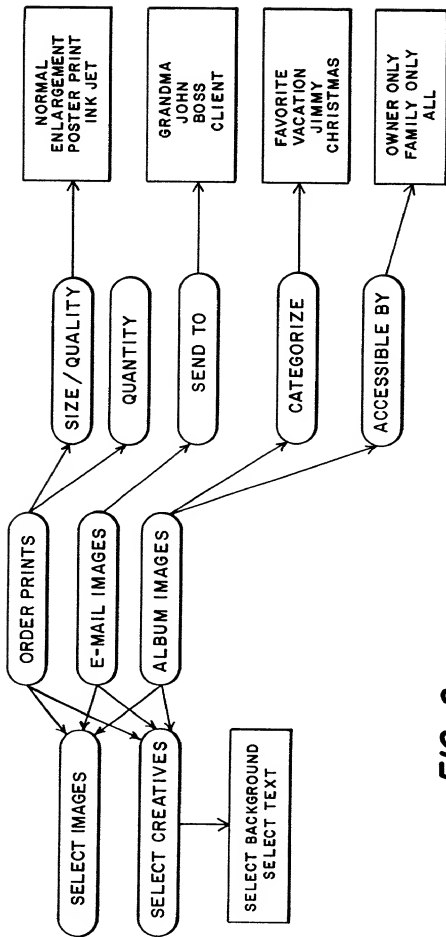 ORDER PRINTS
E-MAIL IMAGES
ALBUM IMAGES
SELECT IMAGES
SELECT CREATIVES
SELECT BACKGROUND
SELECT TEXT
SIZE/QUALITY
QUANTITY
SEND TO
CATEGORIZE
ACCESSIBLE BY
NORMAL
ENLARGEMENT
POSTER PRINT
INK JET
GRANDMA
JOHN
BOSS
CLIENT
FAVORITE
VACATION
JIMMY
CHRISTMAS
OWNER ONLY
FAMILY ONLY
ALL
FIG.